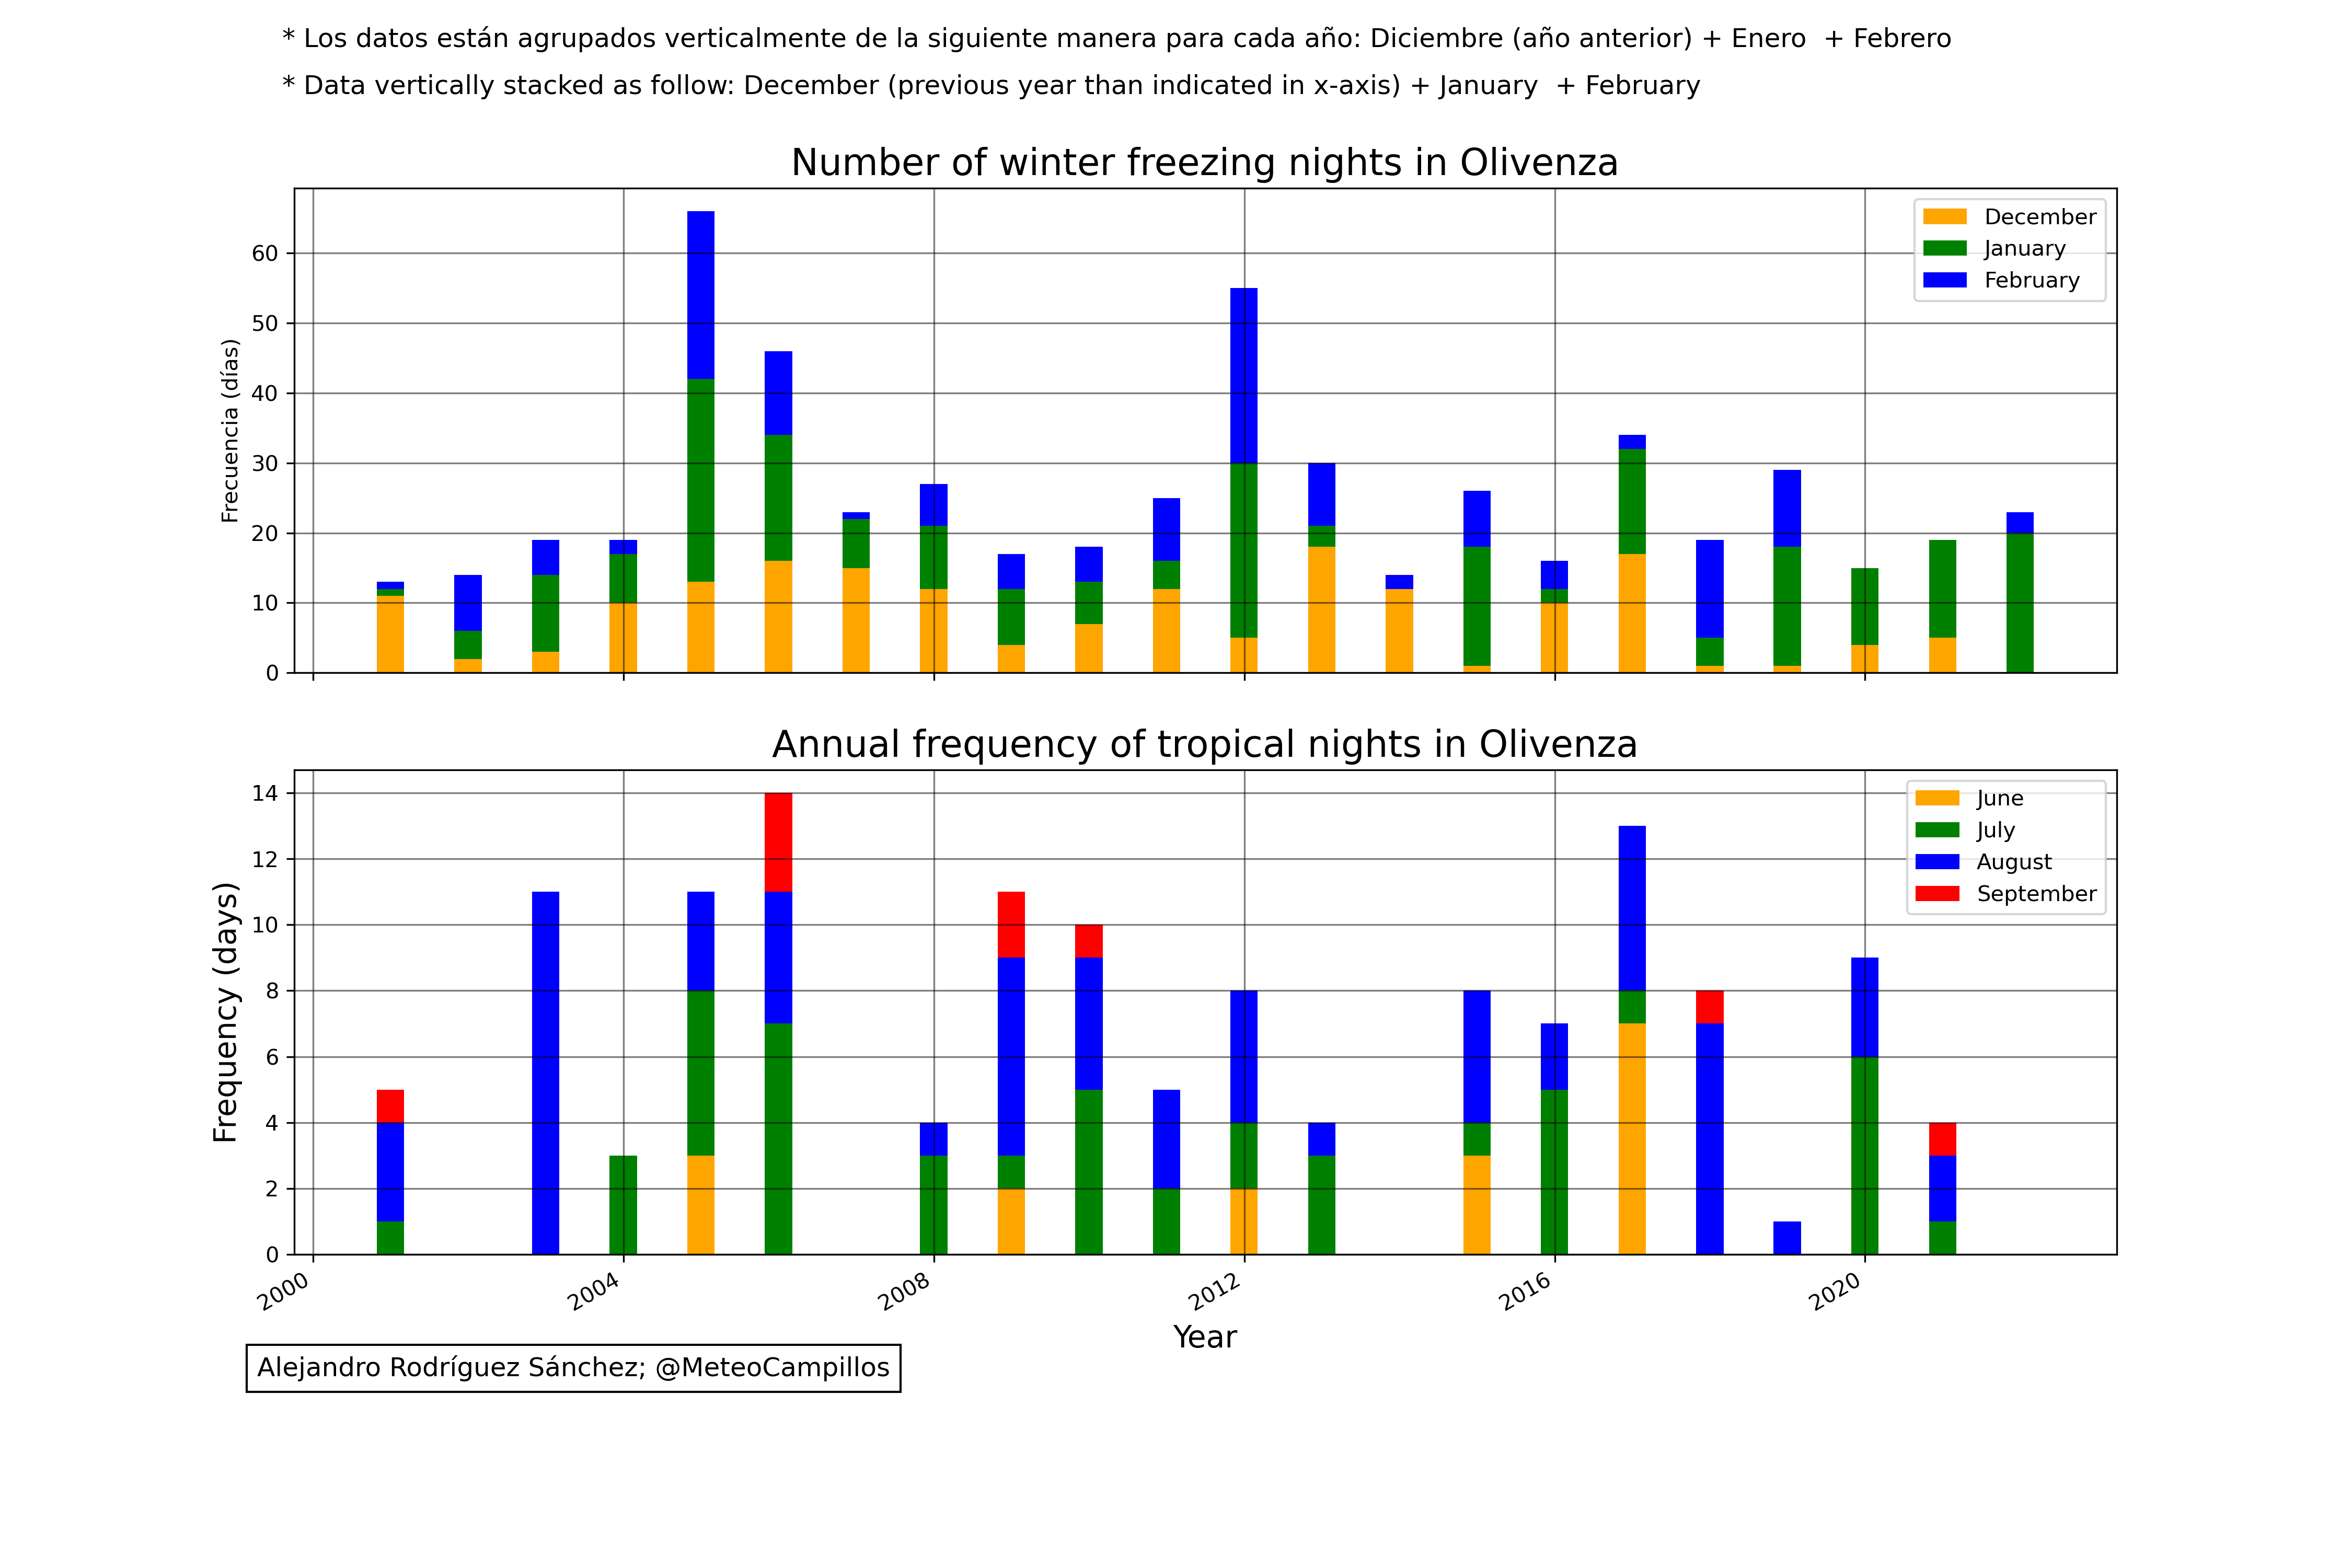 * Los datos están agrupados verticalmente de la siguiente manera para cada año: Diciembre (año anterior) + Enero  + Febrero
* Data vertically stacked as follow: December (previous year than indicated in x-axis) + January  + February
Number of winter freezing nights in Olivenza
Frecuencia (días)
60
50
40
30
20
10
0
December
January
February
Annual frequency of tropical nights in Olivenza
Frequency (days)
14
12
10
8
6
4
2
0
June
July
August
September
2000
2004
2008
2012
2016
2020
Year
Alejandro Rodríguez Sánchez; @MeteoCampillos